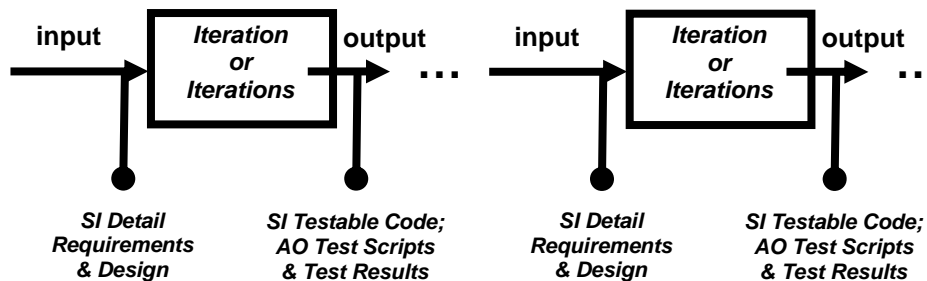 input
Iteration
or
Iterations
output
...
SI Detail
Requirements
& Design
SI Testable Code;
AO Test Scripts
& Test Results
input
Iteration
or
Iterations
output
..
SI Detail
Requirements
& Design
SI Testable Code;
AO Test Scripts
& Test Results